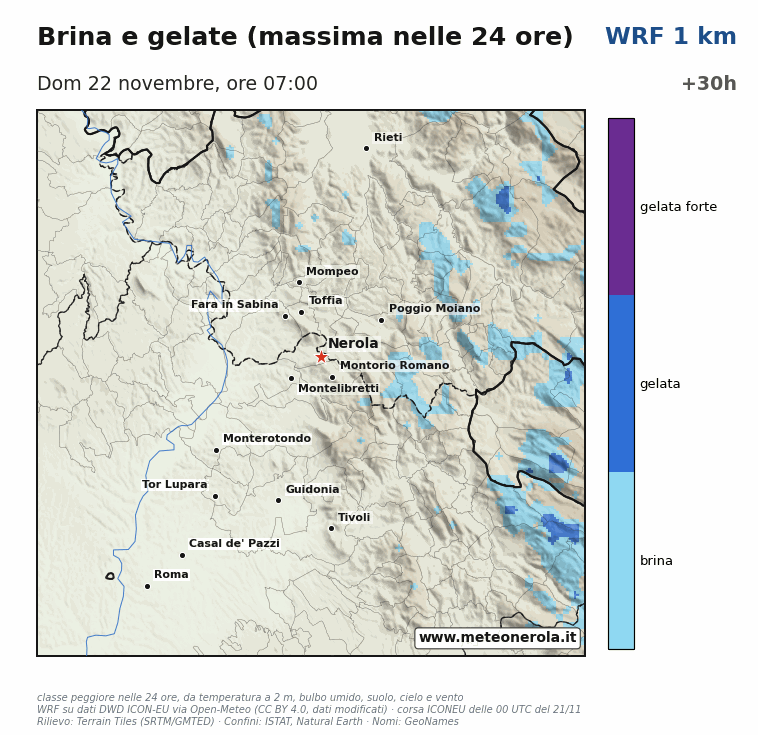 Brina e gelate (massima nelle 24 ore) WRF 1 km
Dom 22 novembre, ore 07:00 +30h
Rieti
gelata forte
Mompeo
Toffia
Fara in Sabina
Poggio Moiano
Nerola
Montorio Romano
Montelibretti
gelata
Monterotondo
Tor Lupara
Guidonia
Tivoli
Casal de' Pazzi
brina
Roma
www.meteonerola.it
classe peggiore nelle 24 ore, da temperatura a 2 m, bulbo umido, suolo, cielo e vento
WRF su dati DWD ICON-EU via Open-Meteo (CC BY 4.0, dati modificati) · corsa ICONEU delle 00 UTC del 21/11
Rilievo: Terrain Tiles (SRTM/GMTED) · Confini: ISTAT, Natural Earth · Nomi: GeoNames